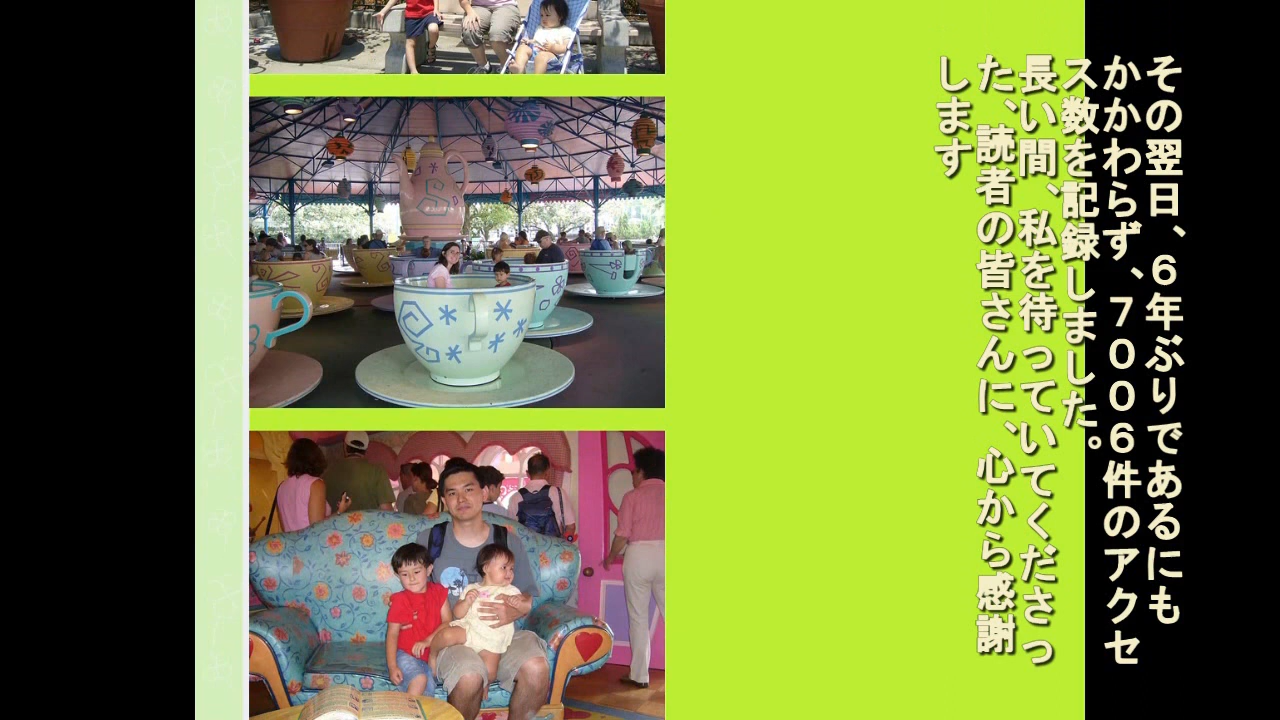 その翌日、６年ぶりであるにも
かかわらず、７００６件のアクセ
ス数を記録しました。
長い間、私を待っていてくださっ
た、読者の皆さんに、心から感謝
します